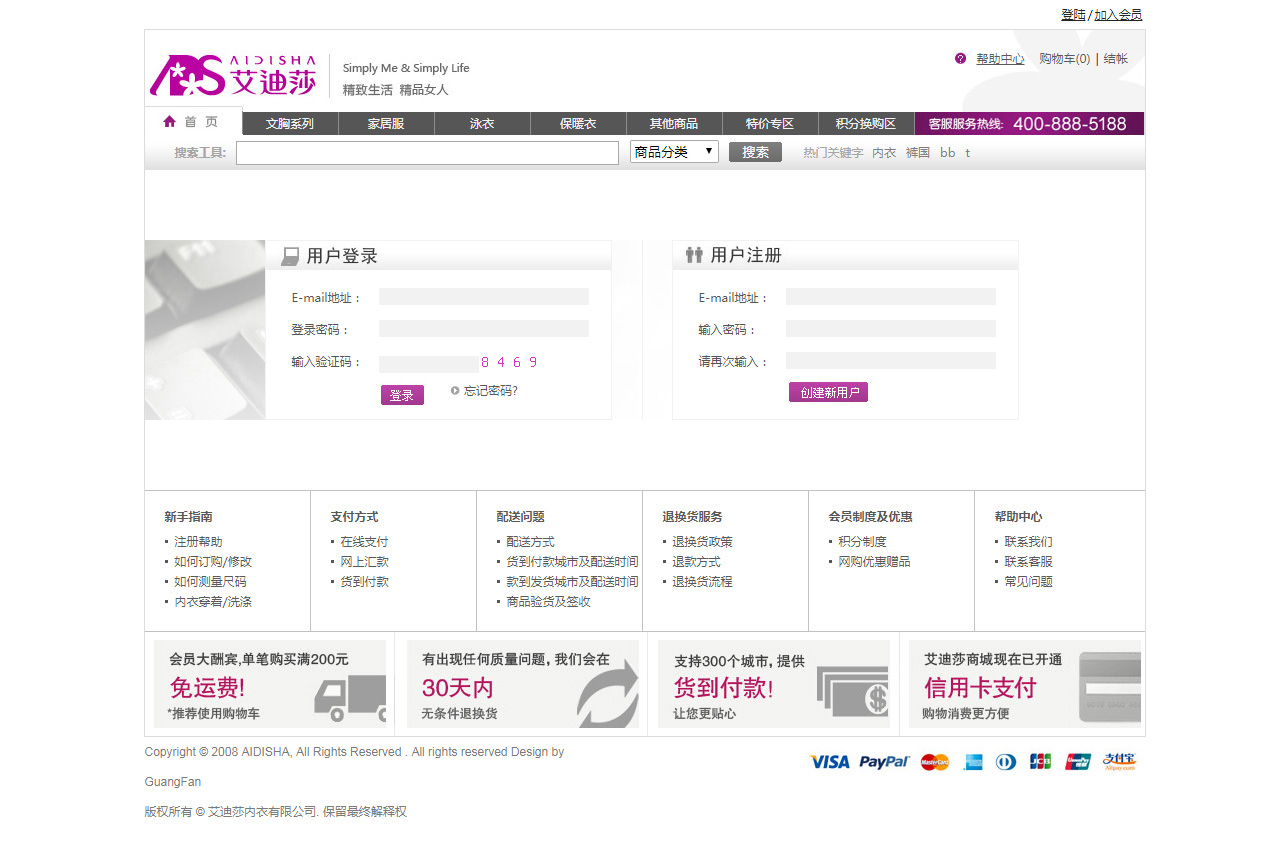 登陆/加入会员
AIDISHA
艾迪莎
Simply Me & Simply Life
精致生活 精品女人
帮助中心 购物车(0) | 结帐
首 页 文胸系列 家居服 泳衣 保暖衣 其他商品 特价专区 积分换购区 客服服务热线: 400-888-5188
搜索工具: 商品分类 搜索 热门关键字 内衣 裤国 bb t
用户登录
E-mail地址：
登录密码：
输入验证码： 8 4 6 9
登录 忘记密码?
用户注册
E-mail地址：
输入密码：
请再次输入：
创建新用户
新手指南
注册帮助
如何订购/修改
如何测量尺码
内衣穿着/洗涤
支付方式
在线支付
网上汇款
货到付款
配送问题
配送方式
货到付款城市及配送时间
款到发货城市及配送时间
商品验货及签收
退换货服务
退换货政策
退款方式
退换货流程
会员制度及优惠
积分制度
网购优惠赠品
帮助中心
联系我们
联系客服
常见问题
会员大酬宾,单笔购买满200元
免运费!
*推荐使用购物车
有出现任何质量问题, 我们会在
30天内
无条件退换货
支持300个城市, 提供
货到付款!
让您更贴心
艾迪莎商城现在已开通
信用卡支付
购物消费更方便
Copyright © 2008 AIDISHA, All Rights Reserved . All rights reserved Design by
GuangFan
版权所有 © 艾迪莎内衣有限公司. 保留最终解释权
VISA PayPal MasterCard JCB UnionPay 支付宝
Alipay.com